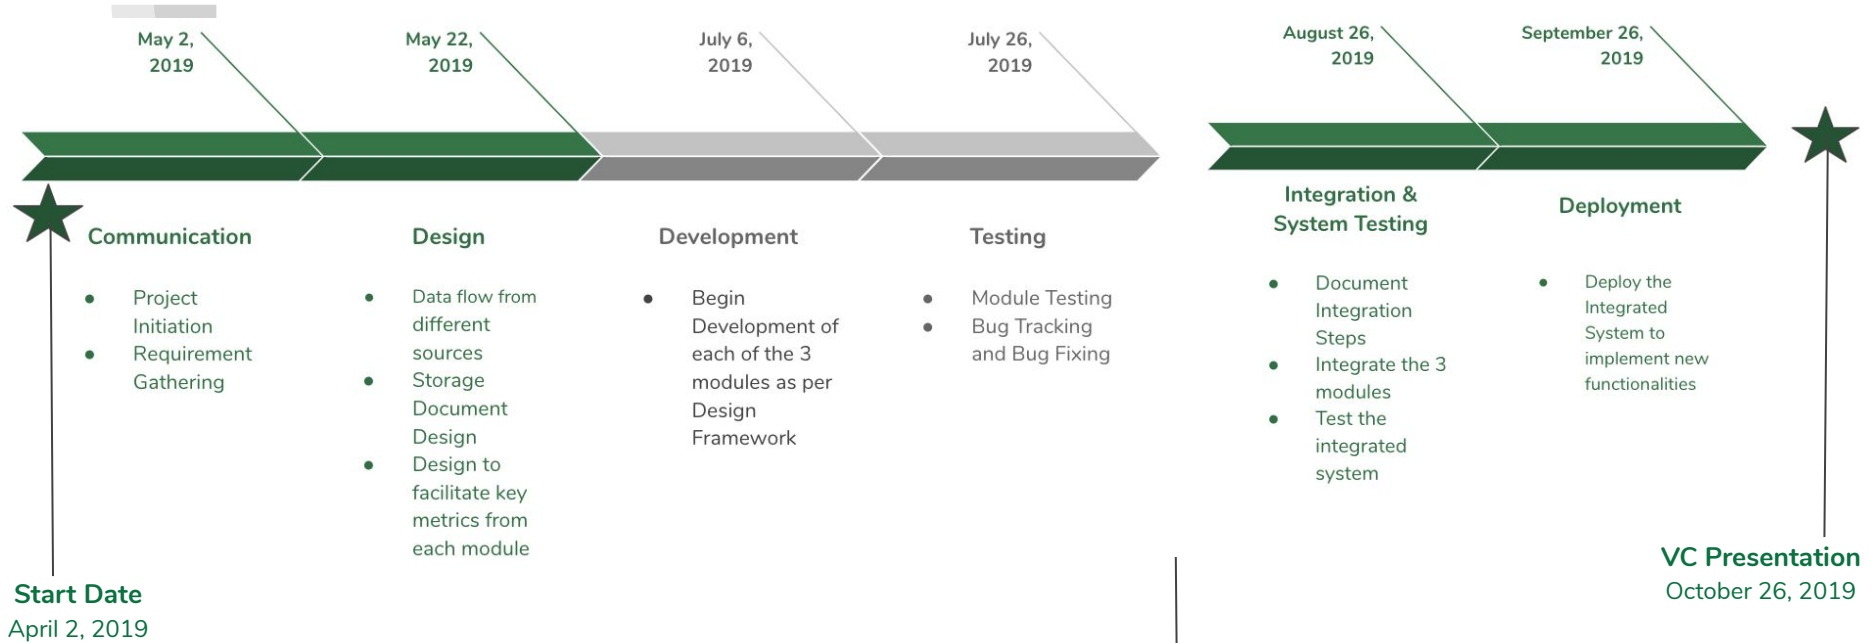 May 2,
2019
May 22,
2019
July 6,
2019
July 26,
2019
August 26,
2019
September 26,
2019
Communication
Project
Initiation
Requirement
Gathering
Design
Data flow from
different
sources
Storage
Document
Design
Design to
facilitate key
metrics from
each module
Development
Begin
Development of
each of the 3
modules as per
Design
Framework
Testing
Module Testing
Bug Tracking
and Bug Fixing
Integration &
System Testing
Document
Integration
Steps
Integrate the 3
modules
Test the
integrated
system
Deployment
Deploy the
Integrated
System to
implement new
functionalities
Start Date
April 2, 2019
VC Presentation
October 26, 2019